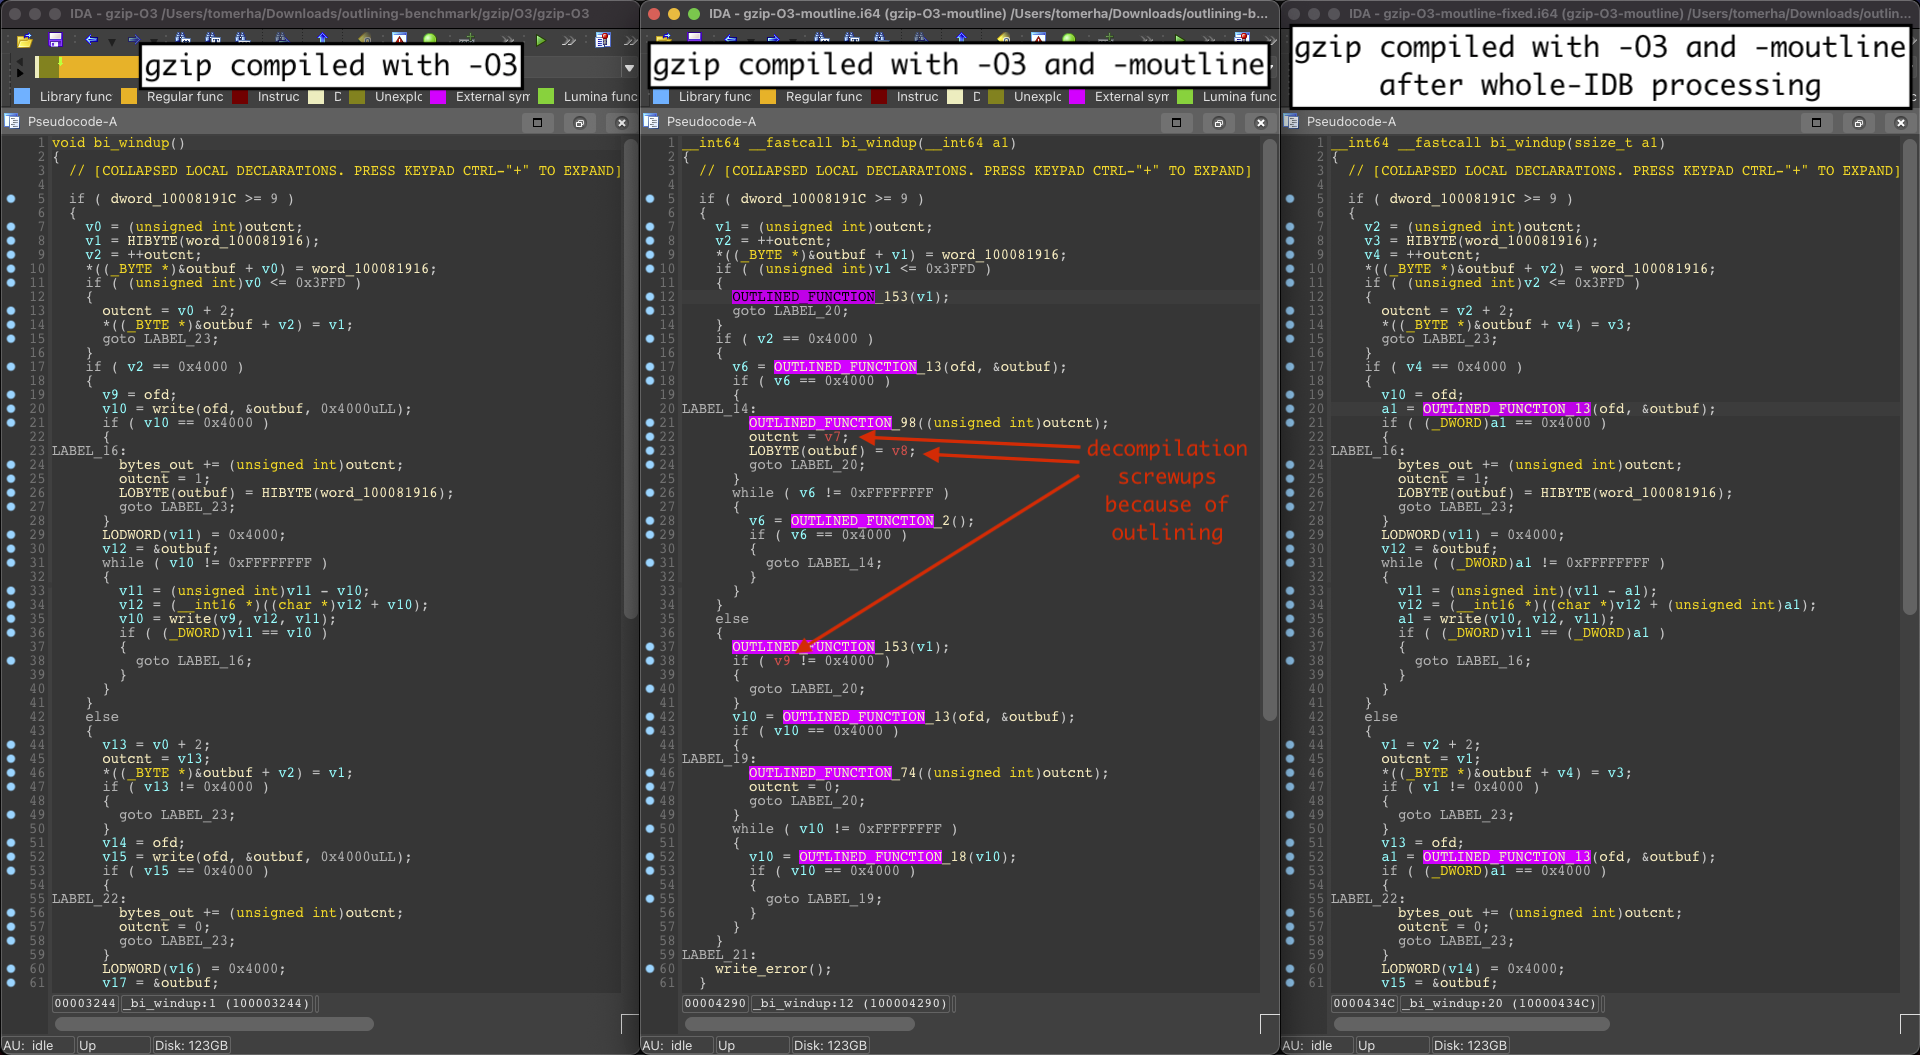 IDA - gzip-O3 /Users/tomerha/Downloads/outlining-benchmark/gzip/O3/gzip-O3
gzip compiled with -O3
Library func Regular func Instruc D Unexplc External syr Lumina func
Pseudocode-A
1 void bi_windup()
2 {
3 // [COLLAPSED LOCAL DECLARATIONS. PRESS KEYPAD CTRL-"+" TO EXPAND]
4
5 if ( dword_10008191C >= 9 )
6 {
7 v0 = (unsigned int)outcnt;
8 v1 = HIBYTE(word_100081916);
9 v2 = ++outcnt;
10 *((_BYTE *)&outbuf + v0) = word_100081916;
11 if ( (unsigned int)v0 <= 0x3FFD )
12 {
13 outcnt = v0 + 2;
14 *((_BYTE *)&outbuf + v2) = v1;
15 goto LABEL_23;
16 }
17 if ( v2 == 0x4000 )
18 {
19 v9 = ofd;
20 v10 = write(ofd, &outbuf, 0x4000uLL);
21 if ( v10 == 0x4000 )
22 {
23 LABEL_16:
24 bytes_out += (unsigned int)outcnt;
25 outcnt = 1;
26 LOBYTE(outbuf) = HIBYTE(word_100081916);
27 goto LABEL_23;
28 }
29 LODWORD(v11) = 0x4000;
30 v12 = &outbuf;
31 while ( v10 != 0xFFFFFFFF )
32 {
33 v11 = (unsigned int)v11 - v10;
34 v12 = (__int16 *)((char *)v12 + v10);
35 v10 = write(v9, v12, v11);
36 if ( (_DWORD)v11 == v10 )
37 {
38 goto LABEL_16;
39 }
40 }
41 }
42 else
43 {
44 v13 = v0 + 2;
45 outcnt = v13;
46 *((_BYTE *)&outbuf + v2) = v1;
47 if ( v13 != 0x4000 )
48 {
49 goto LABEL_23;
50 }
51 v14 = ofd;
52 v15 = write(ofd, &outbuf, 0x4000uLL);
53 if ( v15 == 0x4000 )
54 {
55 LABEL_22:
56 bytes_out += (unsigned int)outcnt;
57 outcnt = 0;
58 goto LABEL_23;
59 }
60 LODWORD(v16) = 0x4000;
61 v17 = &outbuf;
00003244 _bi_windup:1 (100003244)
AU: idle Up Disk: 123GB
IDA - gzip-O3-moutline.i64 (gzip-O3-moutline) /Users/tomerha/Downloads/outlining-b...
gzip compiled with -O3 and -moutline
Library func Regular func Instruc D Unexplc External syr Lumina func
Pseudocode-A
1 __int64 __fastcall bi_windup(__int64 a1)
2 {
3 // [COLLAPSED LOCAL DECLARATIONS. PRESS KEYPAD CTRL-"+" TO EXPAND]
4
5 if ( dword_10008191C >= 9 )
6 {
7 v1 = (unsigned int)outcnt;
8 v2 = ++outcnt;
9 *((_BYTE *)&outbuf + v1) = word_100081916;
10 if ( (unsigned int)v1 <= 0x3FFD )
11 {
12 OUTLINED_FUNCTION_153(v1);
13 goto LABEL_20;
14 }
15 if ( v2 == 0x4000 )
16 {
17 v6 = OUTLINED_FUNCTION_13(ofd, &outbuf);
18 if ( v6 == 0x4000 )
19 {
20 LABEL_14:
21 OUTLINED_FUNCTION_98((unsigned int)outcnt);
22 outcnt = v7;
23 LOBYTE(outbuf) = v8;
24 goto LABEL_20;
25 }
26 while ( v6 != 0xFFFFFFFF )
27 {
28 v6 = OUTLINED_FUNCTION_2();
29 if ( v6 == 0x4000 )
30 {
31 goto LABEL_14;
32 }
33 }
34 }
35 else
36 {
37 OUTLINED_FUNCTION_153(v1);
38 if ( v9 != 0x4000 )
39 {
40 goto LABEL_20;
41 }
42 v10 = OUTLINED_FUNCTION_13(ofd, &outbuf);
43 if ( v10 == 0x4000 )
44 {
45 LABEL_19:
46 OUTLINED_FUNCTION_74((unsigned int)outcnt);
47 outcnt = 0;
48 goto LABEL_20;
49 }
50 while ( v10 != 0xFFFFFFFF )
51 {
52 v10 = OUTLINED_FUNCTION_18(v10);
53 if ( v10 == 0x4000 )
54 {
55 goto LABEL_19;
56 }
57 }
58 }
59 LABEL_21:
60 write_error();
61 }
decompilation
screwups
because of
outlining
00004290 _bi_windup:12 (100004290)
AU: idle Up Disk: 123GB
IDA - gzip-O3-moutline-fixed.i64 (gzip-O3-moutline) /Users/tomerha/Downloads/outlin...
gzip compiled with -O3 and -moutline
after whole-IDB processing
Pseudocode-A
1 __int64 __fastcall bi_windup(ssize_t a1)
2 {
3 // [COLLAPSED LOCAL DECLARATIONS. PRESS KEYPAD CTRL-"+" TO EXPAND]
4
5 if ( dword_10008191C >= 9 )
6 {
7 v2 = (unsigned int)outcnt;
8 v3 = HIBYTE(word_100081916);
9 v4 = ++outcnt;
10 *((_BYTE *)&outbuf + v2) = word_100081916;
11 if ( (unsigned int)v2 <= 0x3FFD )
12 {
13 outcnt = v2 + 2;
14 *((_BYTE *)&outbuf + v4) = v3;
15 goto LABEL_23;
16 }
17 if ( v4 == 0x4000 )
18 {
19 v10 = ofd;
20 a1 = OUTLINED_FUNCTION_13(ofd, &outbuf);
21 if ( (_DWORD)a1 == 0x4000 )
22 {
23 LABEL_16:
24 bytes_out += (unsigned int)outcnt;
25 outcnt = 1;
26 LOBYTE(outbuf) = HIBYTE(word_100081916);
27 goto LABEL_23;
28 }
29 LODWORD(v11) = 0x4000;
30 v12 = &outbuf;
31 while ( (_DWORD)a1 != 0xFFFFFFFF )
32 {
33 v11 = (unsigned int)(v11 - a1);
34 v12 = (__int16 *)((char *)v12 + (unsigned int)a1);
35 a1 = write(v10, v12, v11);
36 if ( (_DWORD)v11 == (_DWORD)a1 )
37 {
38 goto LABEL_16;
39 }
40 }
41 }
42 else
43 {
44 v1 = v2 + 2;
45 outcnt = v1;
46 *((_BYTE *)&outbuf + v4) = v3;
47 if ( v1 != 0x4000 )
48 {
49 goto LABEL_23;
50 }
51 v13 = ofd;
52 a1 = OUTLINED_FUNCTION_13(ofd, &outbuf);
53 if ( (_DWORD)a1 == 0x4000 )
54 {
55 LABEL_22:
56 bytes_out += (unsigned int)outcnt;
57 outcnt = 0;
58 goto LABEL_23;
59 }
60 LODWORD(v14) = 0x4000;
61 v15 = &outbuf;
0000434C _bi_windup:20 (10000434C)
AU: idle Up Disk: 123GB